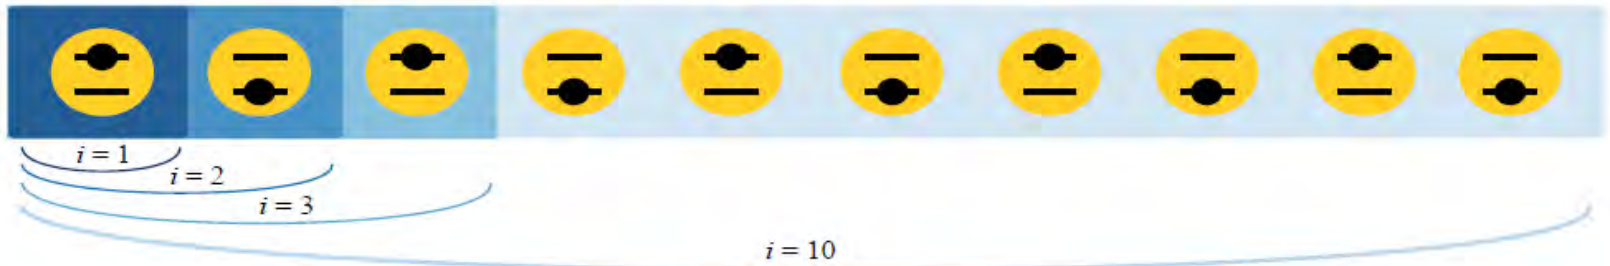 i = 1
i = 2
i = 3
i = 10